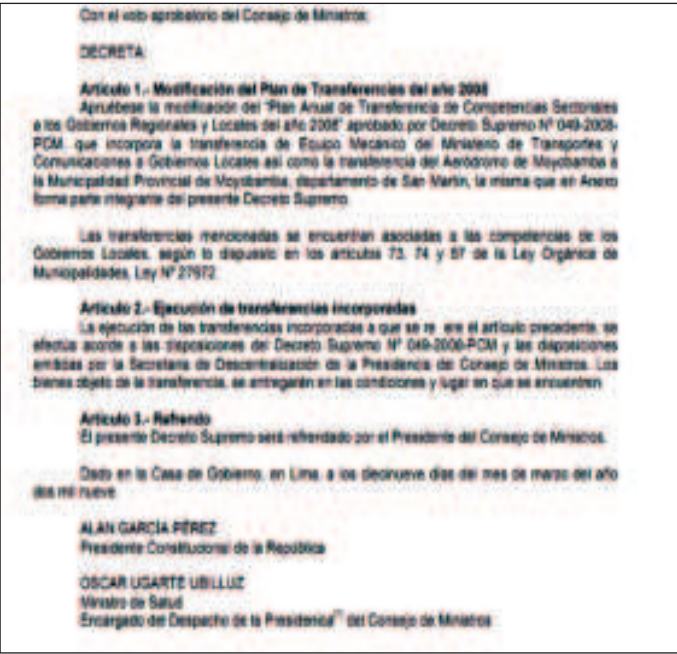 Con el voto aprobatorio del Consejo de Ministros;
DECRETA:
Artículo 1.- Modificación del Plan de Transferencias del año 2008
Apruébese la modificación del "Plan Anual de Transferencia de Competencias Sectoriales
a los Gobiernos Regionales y Locales del año 2008" aprobado por Decreto Supremo Nº 049-2008-
PCM, que incorpora la transferencia de Equipo Mecánico del Ministerio de Transportes y
Comunicaciones a Gobiernos Locales así como la transferencia del Aeródromo de Moyobamba a
la Municipalidad Provincial de Moyobamba, departamento de San Martín, la misma que en Anexo
forma parte integrante del presente Decreto Supremo.
Las transferencias mencionadas se encuentran asociadas a las competencias de los
Gobiernos Locales, según lo dispuesto en los artículos 73, 74 y 87 de la Ley Orgánica de
Municipalidades, Ley Nº 27972.
Artículo 2.- Ejecución de transferencias incorporadas
La ejecución de las transferencias incorporadas a que se re ere el artículo precedente, se
efectúa acorde a las disposiciones del Decreto Supremo Nº 049-2008-PCM y las disposiciones
emitidas por la Secretaría de Descentralización de la Presidencia del Consejo de Ministros. Los
bienes objeto de la transferencia, se entregarán en las condiciones y lugar en que se encuentren.
Artículo 3.- Refrendo
El presente Decreto Supremo será refrendado por el Presidente del Consejo de Ministros.
Dado en la Casa de Gobierno, en Lima, a los diecinueve días del mes de marzo del año
dos mil nueve.
ALAN GARCÍA PÉREZ
Presidente Constitucional de la República
OSCAR UGARTE UBILLUZ
Ministro de Salud
Encargado del Despacho de la Presidenica(*) del Consejo de Ministros